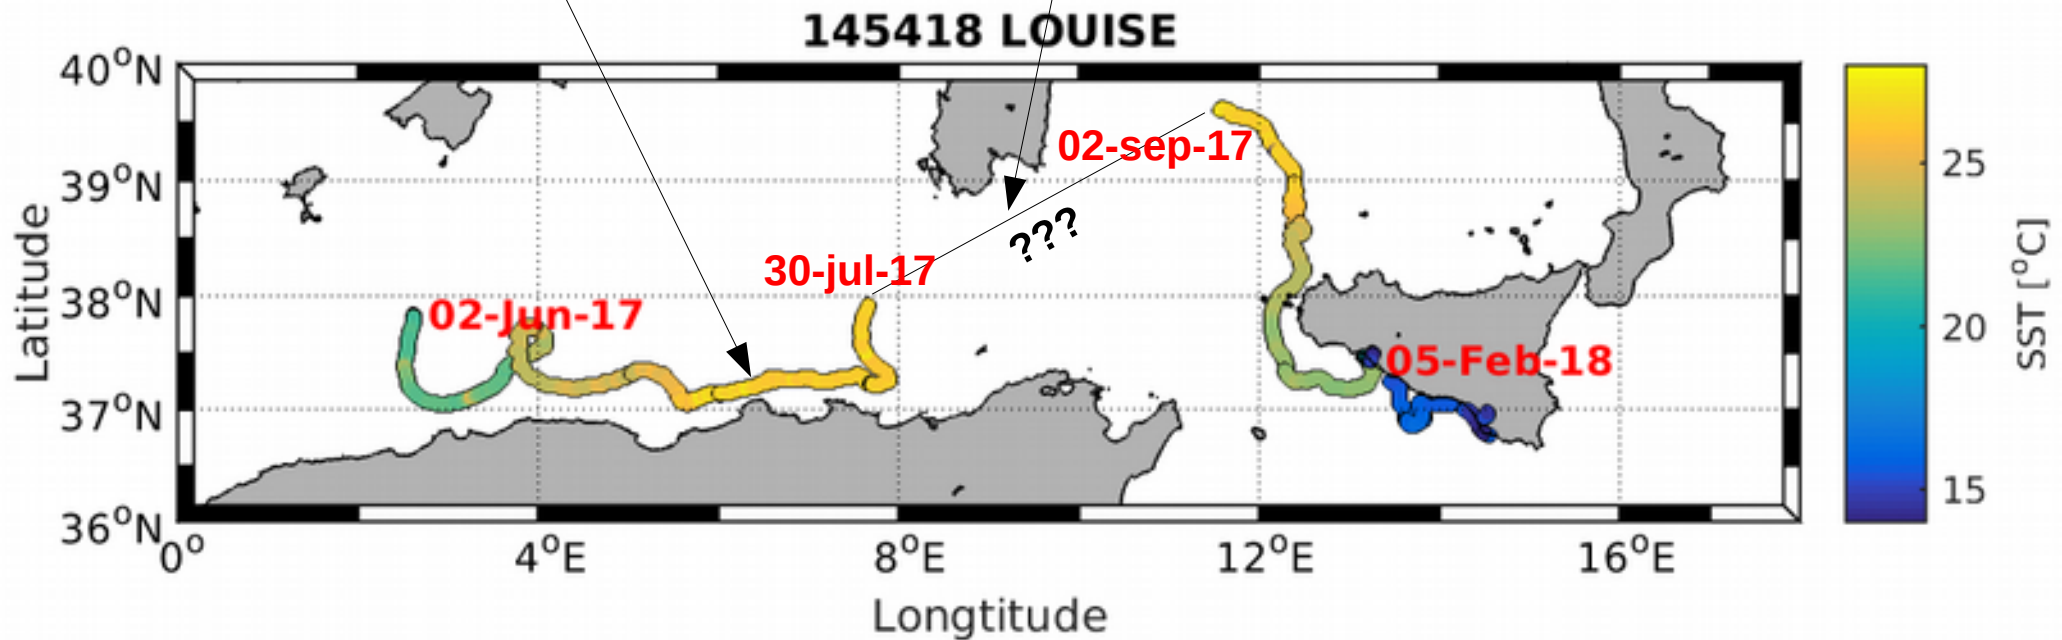 145418 LOUISE
40°N
39°N
38°N
37°N
36°N
Latitude
0°
4°E
8°E
12°E
16°E
Longtitude
02-Jun-17
30-jul-17
02-sep-17
???
05-Feb-18
25
20
15
SST [°C]